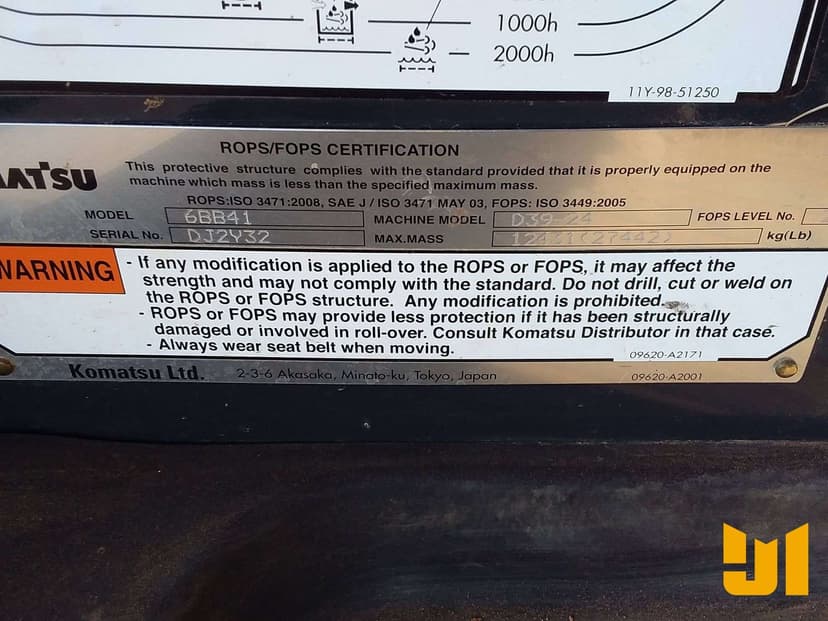 1000h
2000h
11Y-98-51250
ROPS/FOPS CERTIFICATION
MATSU
This protective structure complies with the standard provided that it is properly equipped on the
machine which mass is less than the specified maximum mass.
ROPS:ISO 3471:2008, SAE J / ISO 3471 MAY 03, FOPS: ISO 3449:2005
MODEL 6BB41 MACHINE MODEL D39-24 FOPS LEVEL No.
SERIAL No. DJ2Y32 MAX.MASS 12431(27442) kg(Lb)
WARNING
- If any modification is applied to the ROPS or FOPS, it may affect the
strength and may not comply with the standard. Do not drill, cut or weld on
the ROPS or FOPS structure. Any modification is prohibited.
- ROPS or FOPS may provide less protection if it has been structurally
damaged or involved in roll-over. Consult Komatsu Distributor in that case.
- Always wear seat belt when moving.
09620-A2171
Komatsu Ltd. 2-3-6 Akasaka, Minato-ku, Tokyo, Japan 09620-A2001